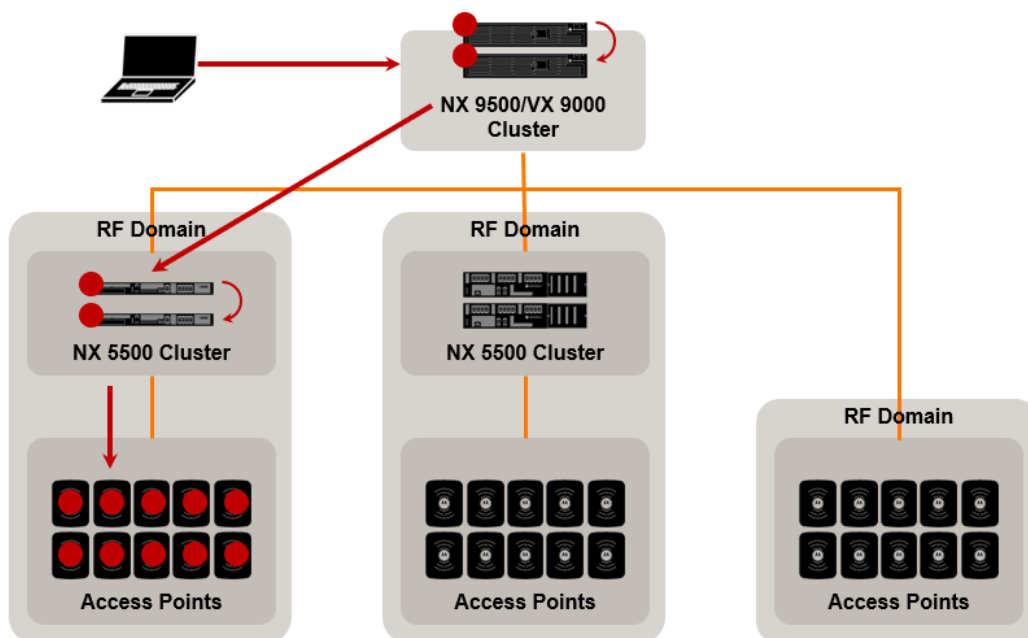 NX 9500/VX 9000
Cluster
RF Domain
RF Domain
NX 5500 Cluster
NX 5500 Cluster
RF Domain
Access Points
Access Points
Access Points